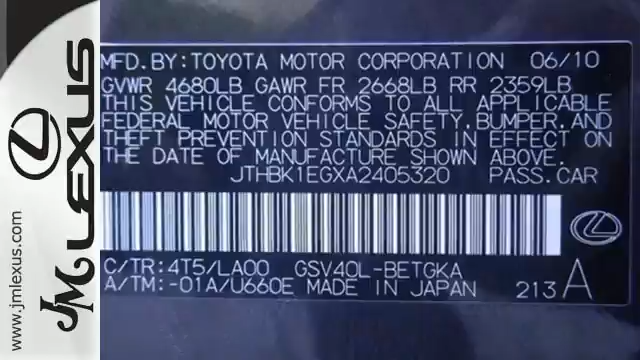 MFD. BY: TOYOTA MOTOR CORPORATION 06/10
GVWR 4680LB GAWR FR 2668LB RR 2359LB
THIS VEHICLE CONFORMS TO ALL APPLICABLE
FEDERAL MOTOR VEHICLE SAFETY, BUMPER, AND
THEFT PREVENTION STANDARDS IN EFFECT ON
THE DATE OF MANUFACTURE SHOWN ABOVE.
JTHBK1EGXA2405320 PASS. CAR
C/TR: 4T5/LA00 GSV40L-BETGKA
A/TM: -01A/U660E MADE IN JAPAN 213 A
JM LEXUS
www.jmlexus.com